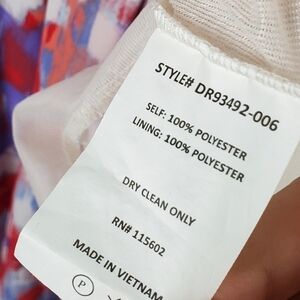 STYLE# DR93492-006
SELF: 100% POLYESTER
LINING: 100% POLYESTER
DRY CLEAN ONLY
RN# 115602
MADE IN VIETNAM
P